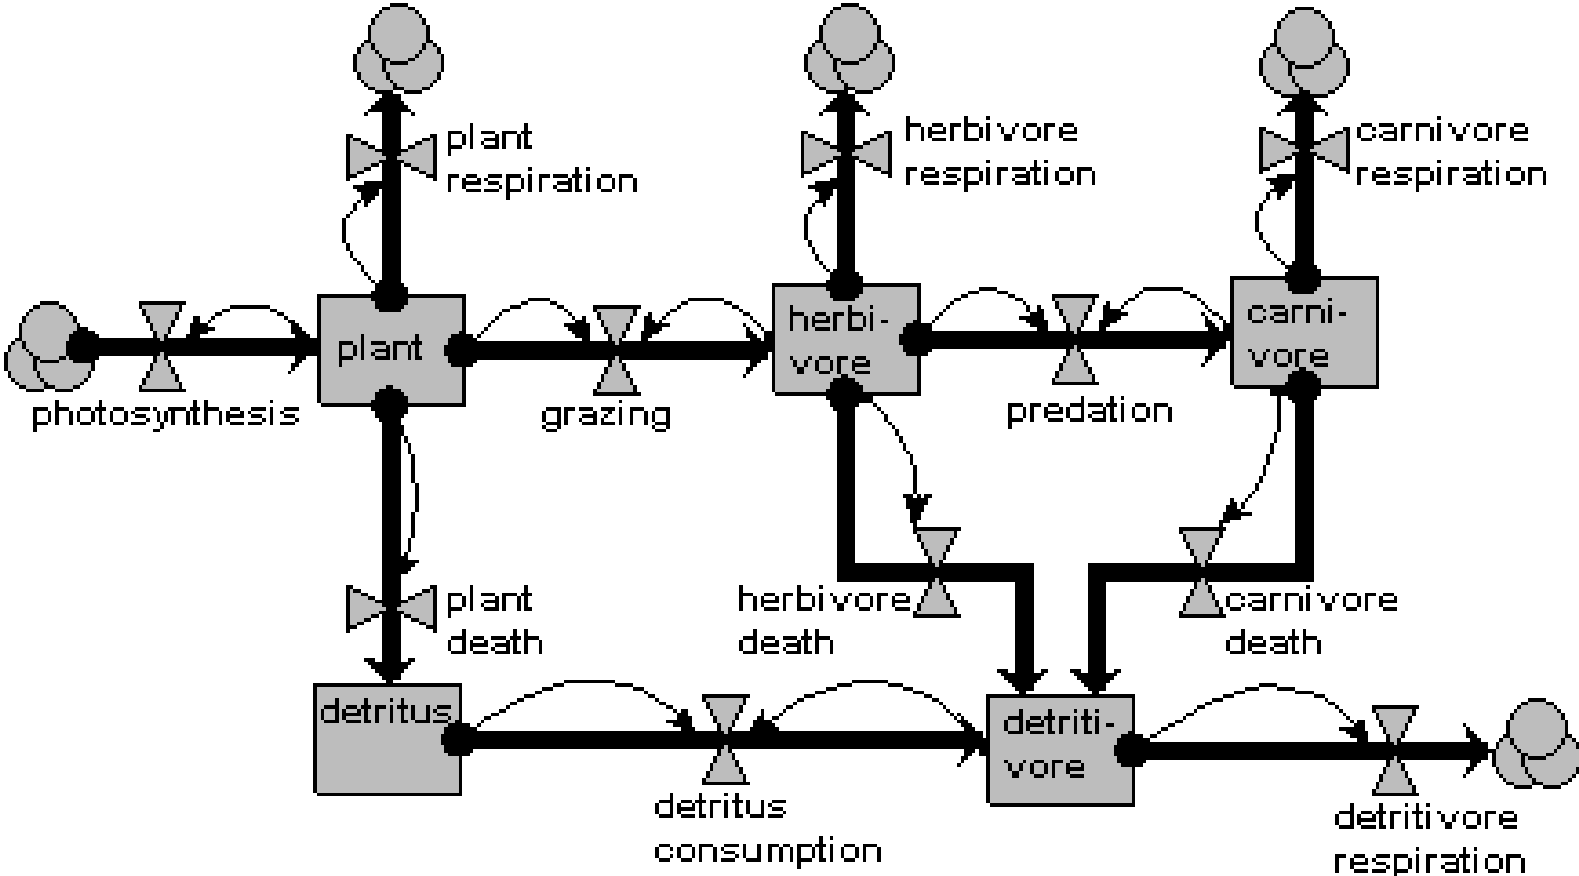 plant
respiration
herbivore
respiration
carnivore
respiration
photosynthesis
plant
grazing
herbi-
vore
predation
carni-
vore
plant
death
herbivore
death
carnivore
death
detritus
detritus
consumption
detriti-
vore
detritivore
respiration